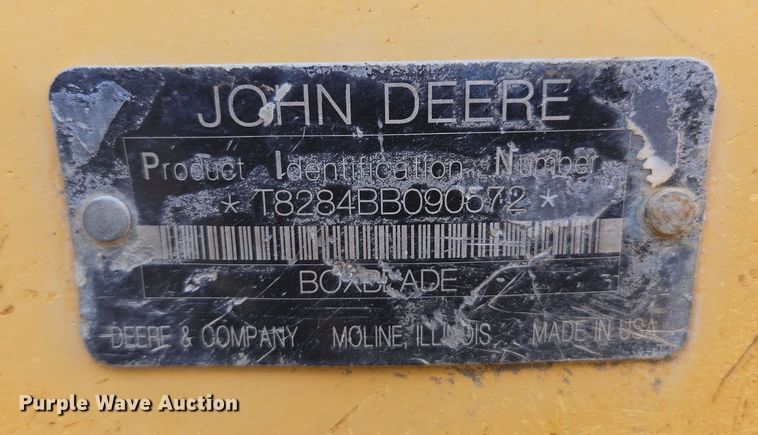 JOHN DEERE
Product Identification Number
* T8284BB090572 *
BOXBLADE
DEERE & COMPANY MOLINE, ILLINOIS MADE IN USA
Purple Wave Auction